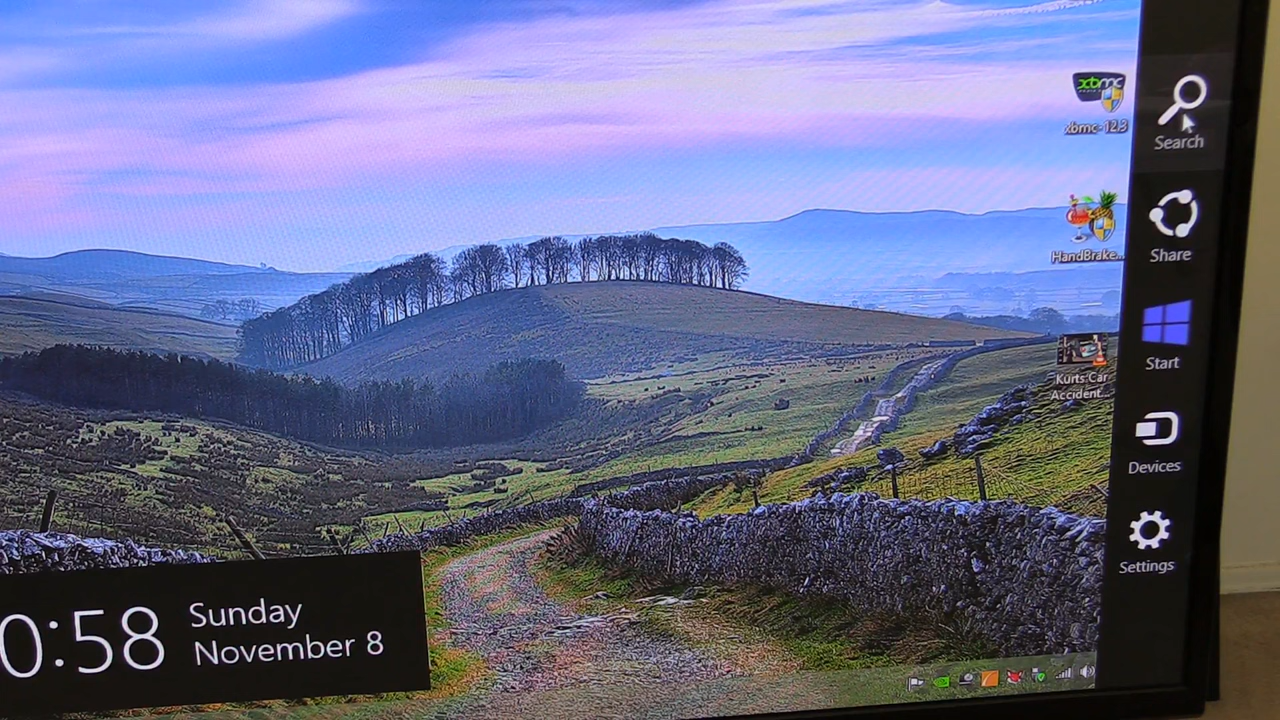 xbmc
xbmc-12.3
HandBrake...
Kurts Car
Accident...
Search
Share
Start
Devices
Settings
0:58
Sunday
November 8